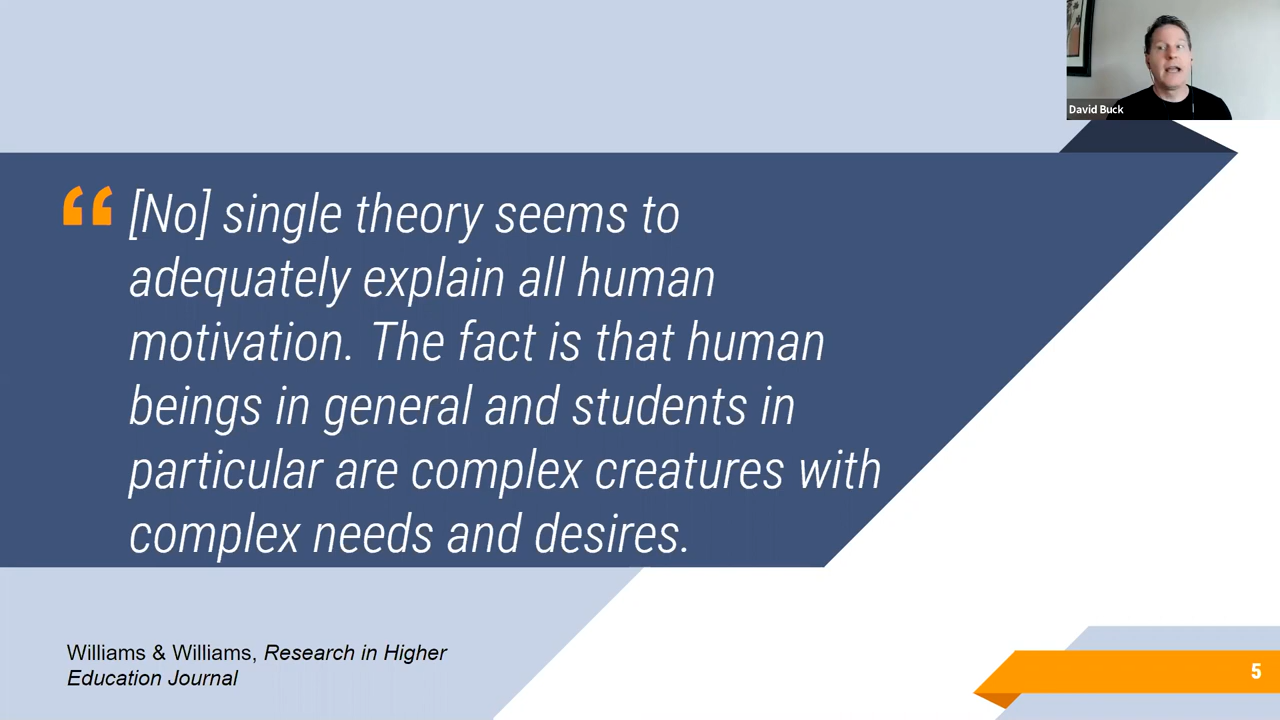 David Buck
“ [No] single theory seems to
adequately explain all human
motivation. The fact is that human
beings in general and students in
particular are complex creatures with
complex needs and desires.
Williams & Williams, Research in Higher
Education Journal
5